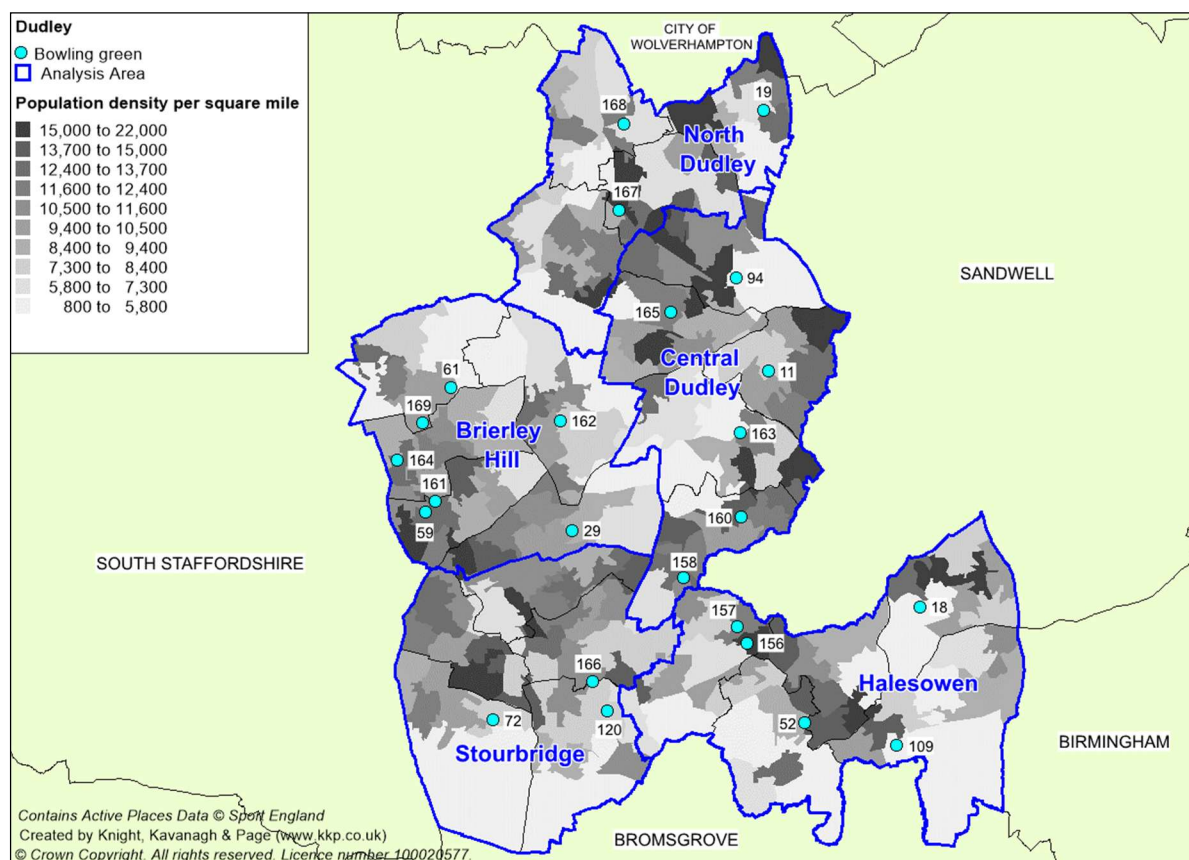 Dudley
Bowling green
Analysis Area
Population density per square mile
15,000 to 22,000
13,700 to 15,000
12,400 to 13,700
11,600 to 12,400
10,500 to 11,600
9,400 to 10,500
8,400 to 9,400
7,300 to 8,400
5,800 to 7,300
800 to 5,800
CITY OF
WOLVERHAMPTON
19
168
North
Dudley
167
94
SANDWELL
165
Central
Dudley
11
61
169
162
Brierley
Hill
163
164
161
59
160
29
SOUTH STAFFORDSHIRE
158
18
157
156
166
Halesowen
72
120
52
Stourbridge
109
BIRMINGHAM
BROMSGROVE
Contains Active Places Data © Sport England
Created by Knight, Kavanagh & Page (www.kkp.co.uk)
© Crown Copyright. All rights reserved. Licence number 100020577.